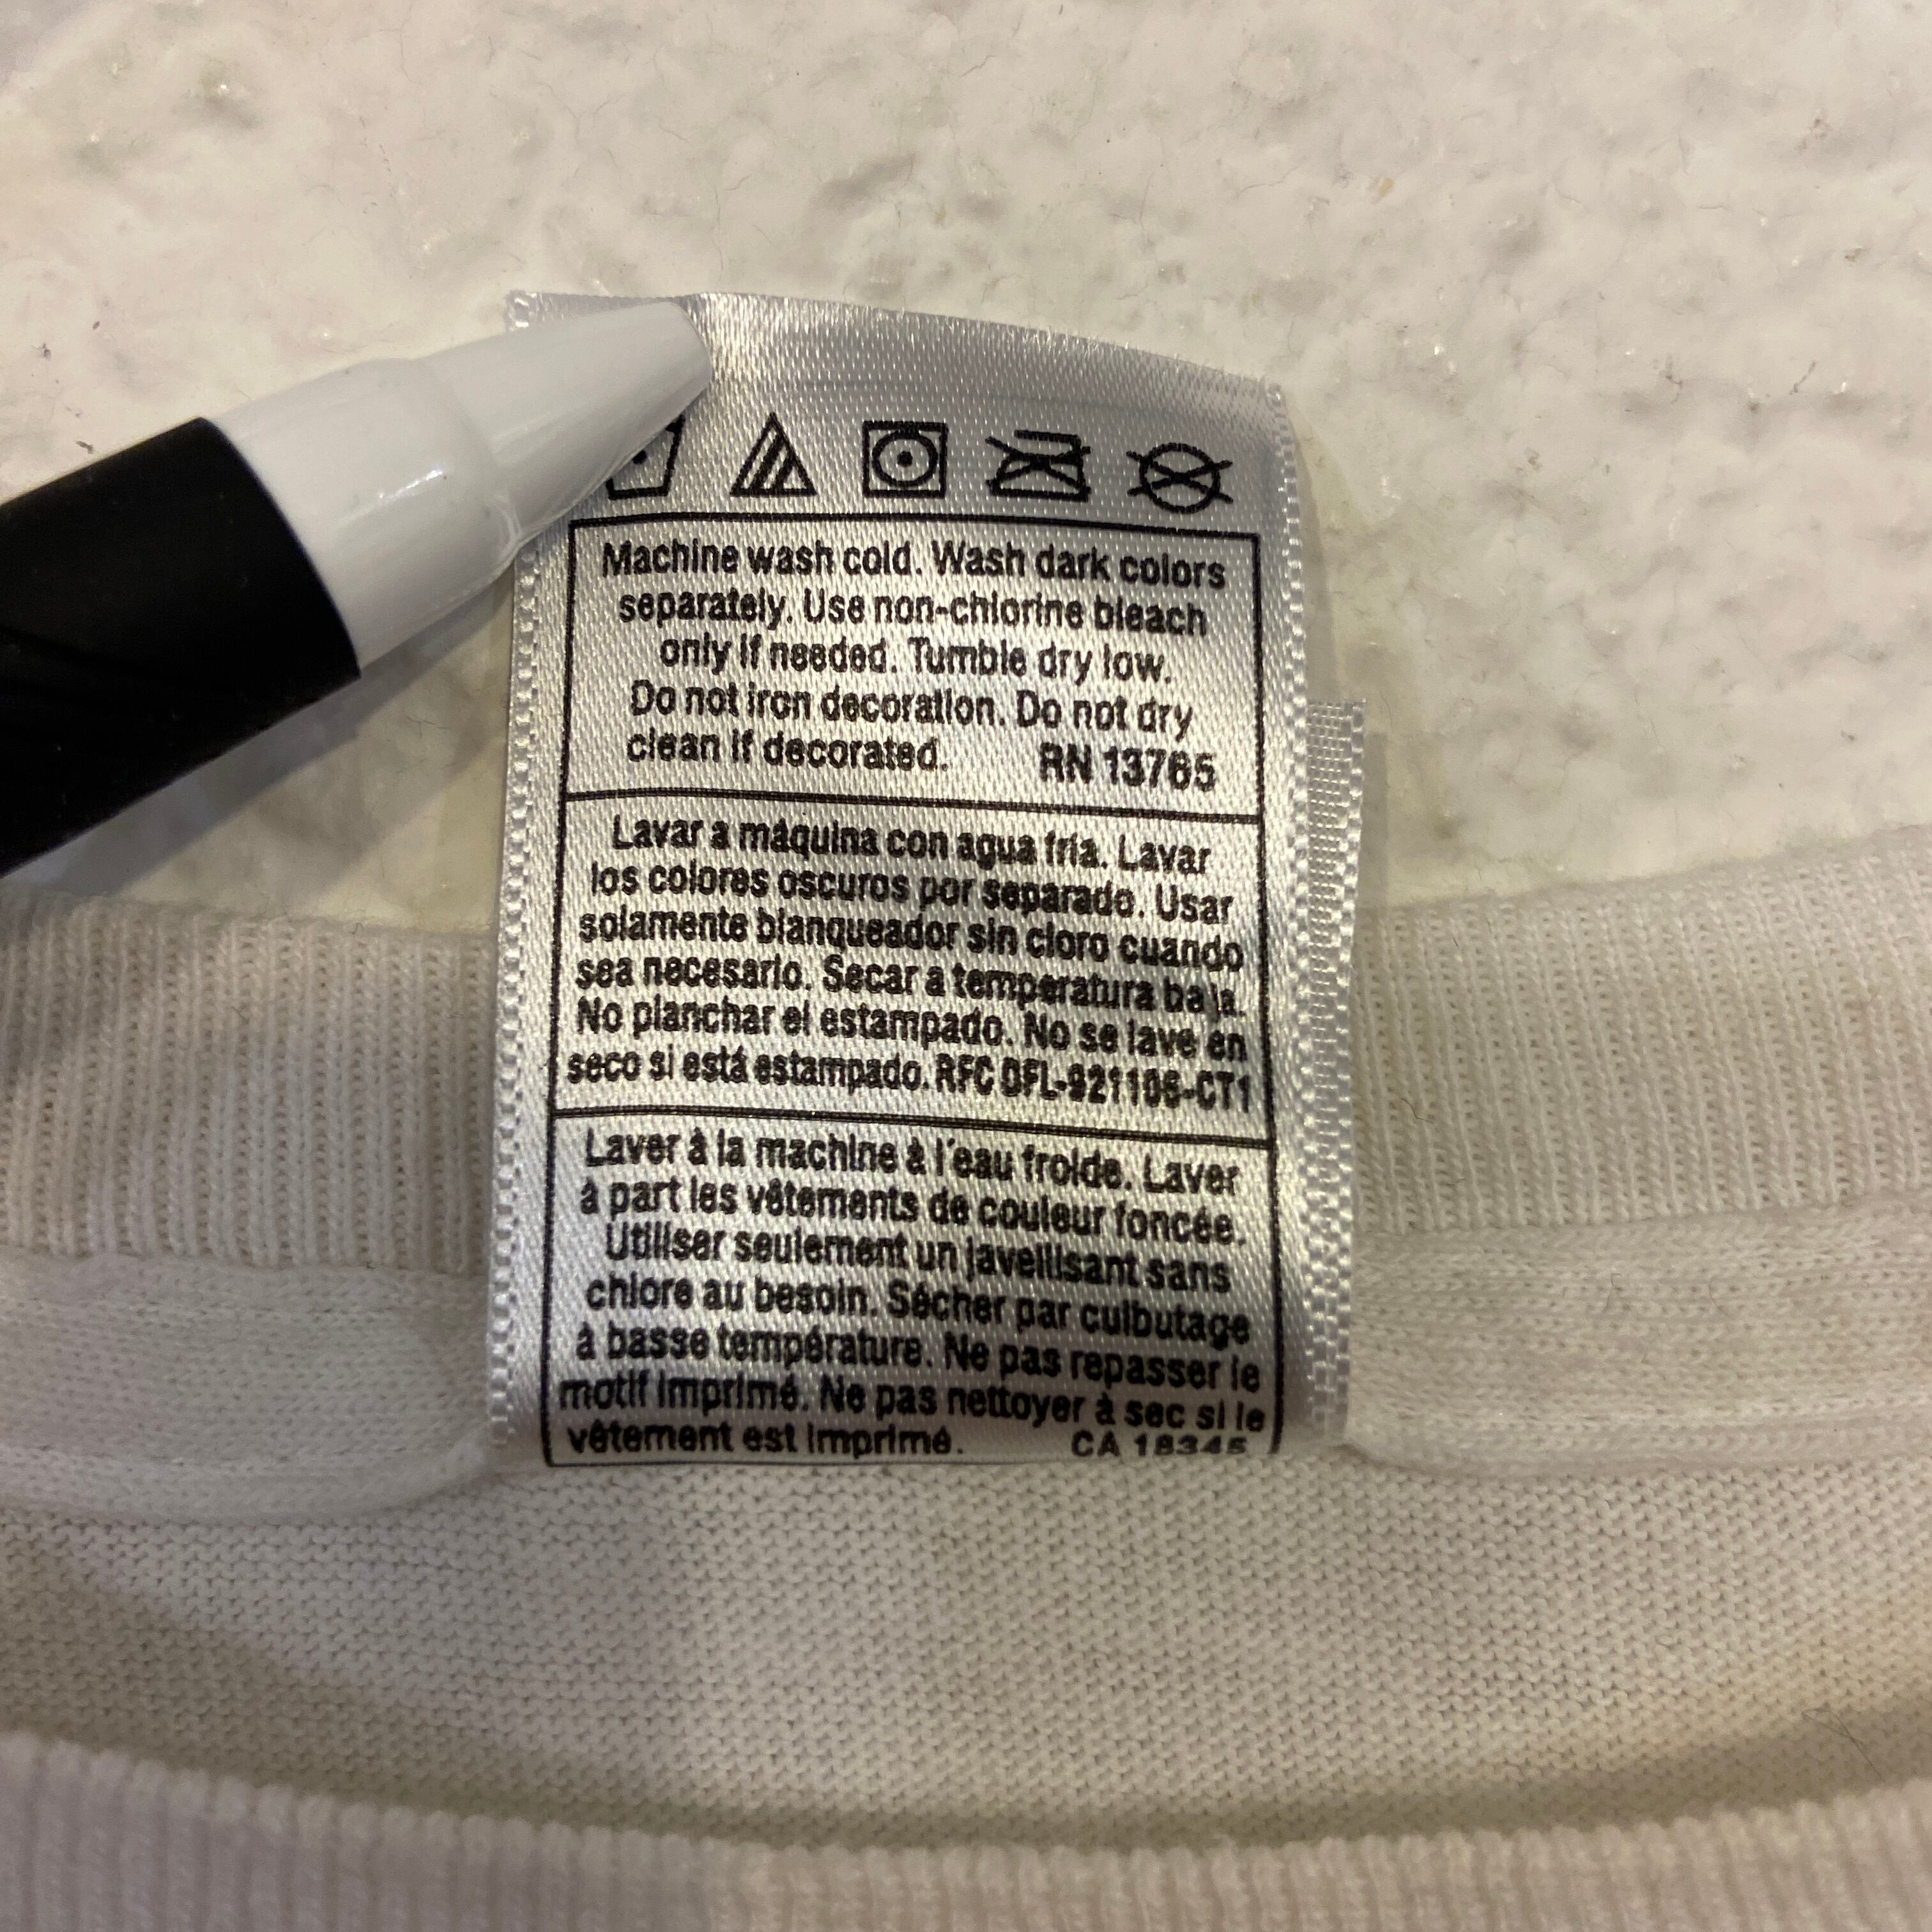 Machine wash cold. Wash dark colors
separately. Use non-chlorine bleach
only if needed. Tumble dry low.
Do not iron decoration. Do not dry
clean if decorated. RN 13765
Lavar a máquina con agua fría. Lavar
los colores oscuros por separado. Usar
solamente blanqueador sin cloro cuando
sea necesario. Secar a temperatura baja.
No planchar el estampado. No se lave en
seco si está estampado. RFC DFL-921106-CT1
Laver à la machine à l'eau froide. Laver
à part les vêtements de couleur foncée.
Utiliser seulement un javellisant sans
chlore au besoin. Sécher par culbutage
à basse température. Ne pas repasser le
motif imprimé. Ne pas nettoyer à sec si le
vêtement est imprimé. CA 18345